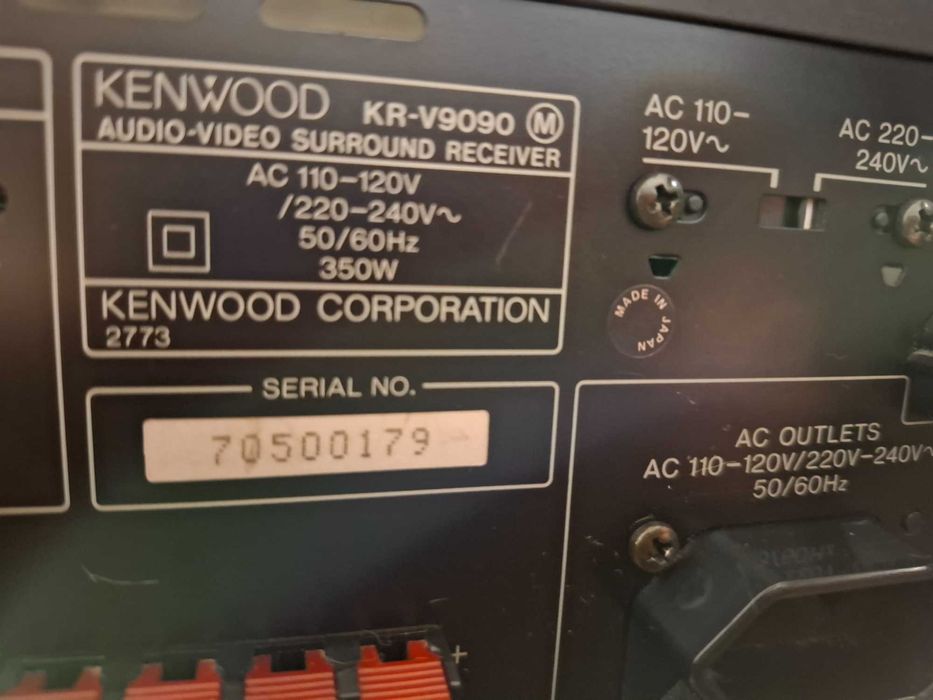 KENWOOD KR-V9090 M
AUDIO-VIDEO SURROUND RECEIVER
AC 110–120V
/220–240V~
50/60Hz
350W
KENWOOD CORPORATION
2773
SERIAL NO.
70500179
AC 110–
120V~
AC 220–
240V~
MADE IN
JAPAN
AC OUTLETS
AC 110–120V/220V–240V~
50/60Hz
+